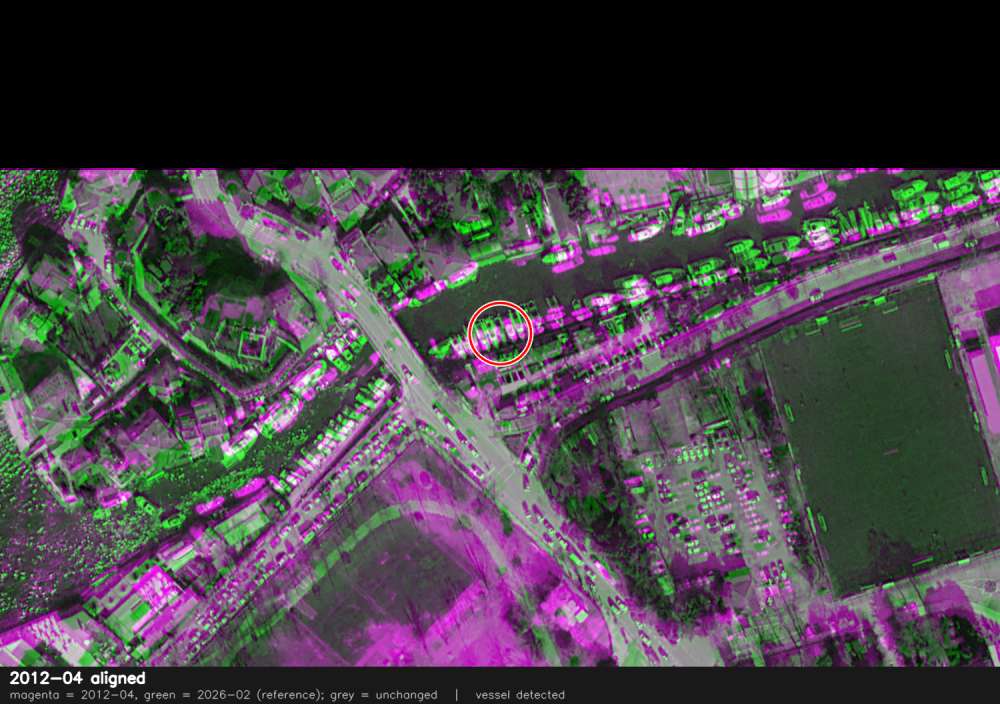 2012-04 aligned
magenta = 2012-04, green = 2026-02 (reference); grey = unchanged | vessel detected